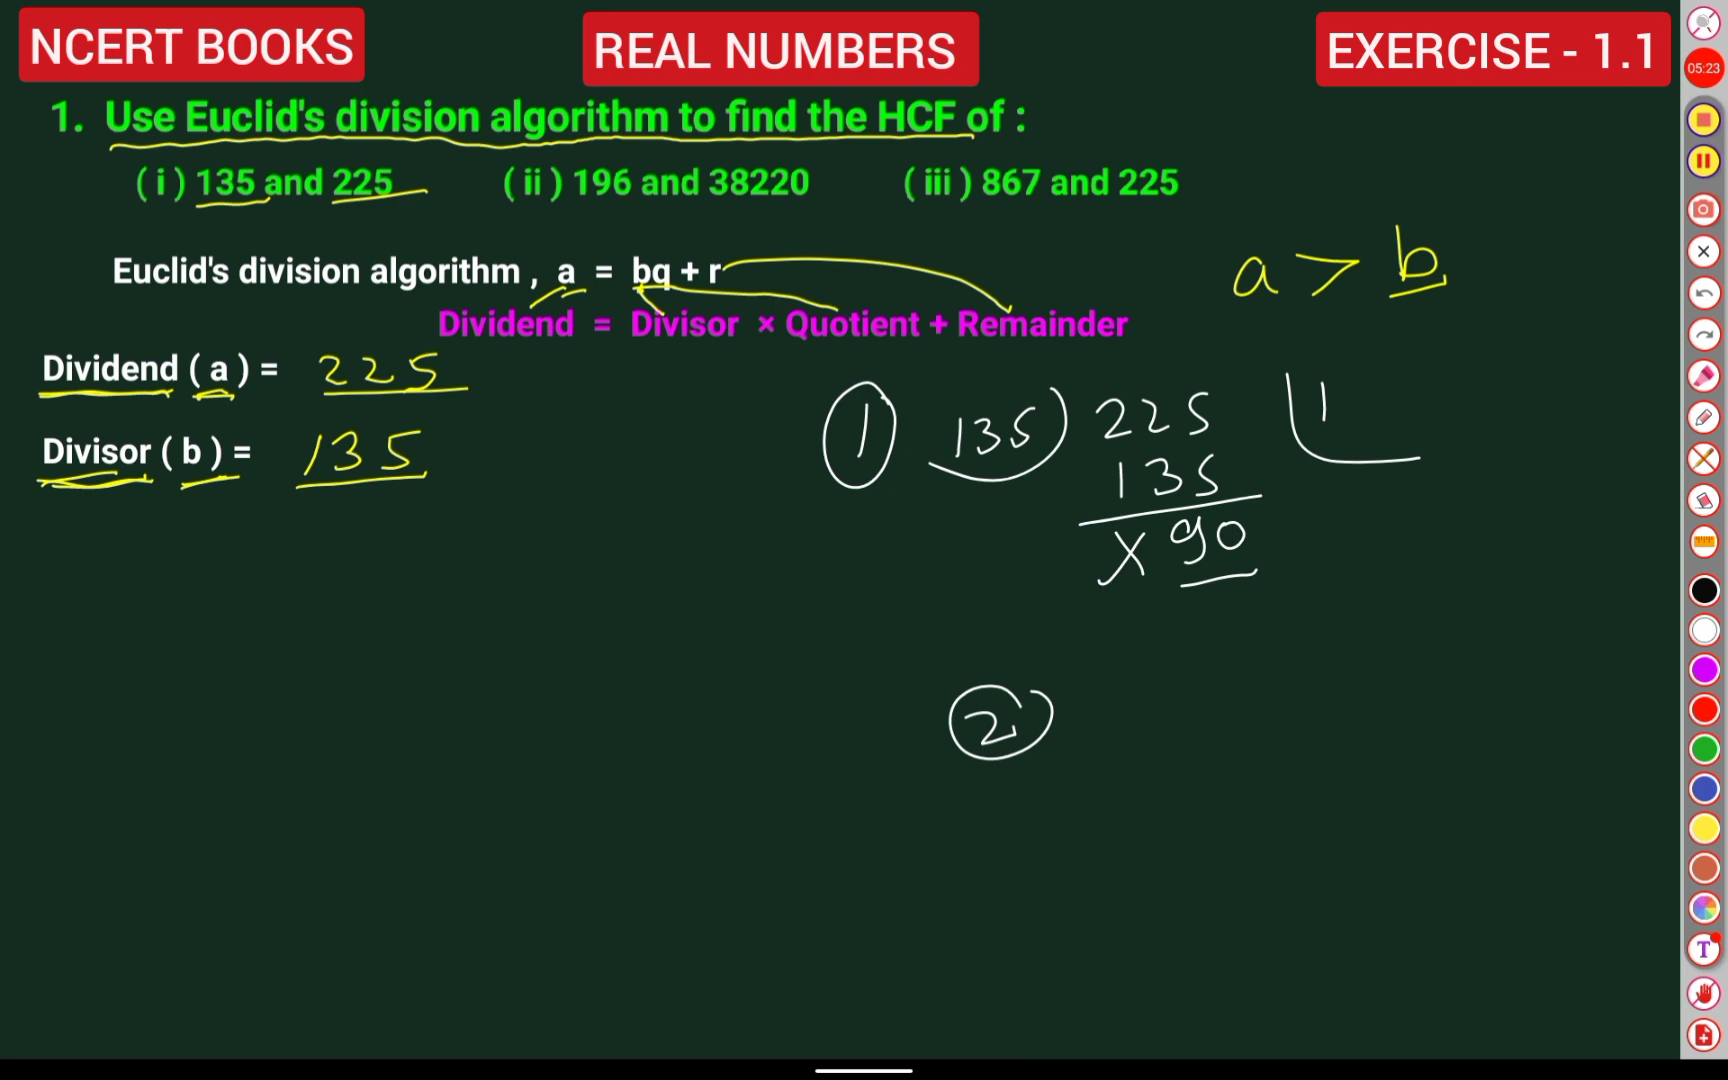 NCERT BOOKS REAL NUMBERS EXERCISE - 1.1
05:23
1. Use Euclid's division algorithm to find the HCF of :
( i ) 135 and 225 ( ii ) 196 and 38220 ( iii ) 867 and 225
Euclid's division algorithm , a = bq + r
a > b
Dividend = Divisor × Quotient + Remainder
Dividend ( a ) = 225
Divisor ( b ) = 135
1 135 ) 225 1
135
x 90
2
T